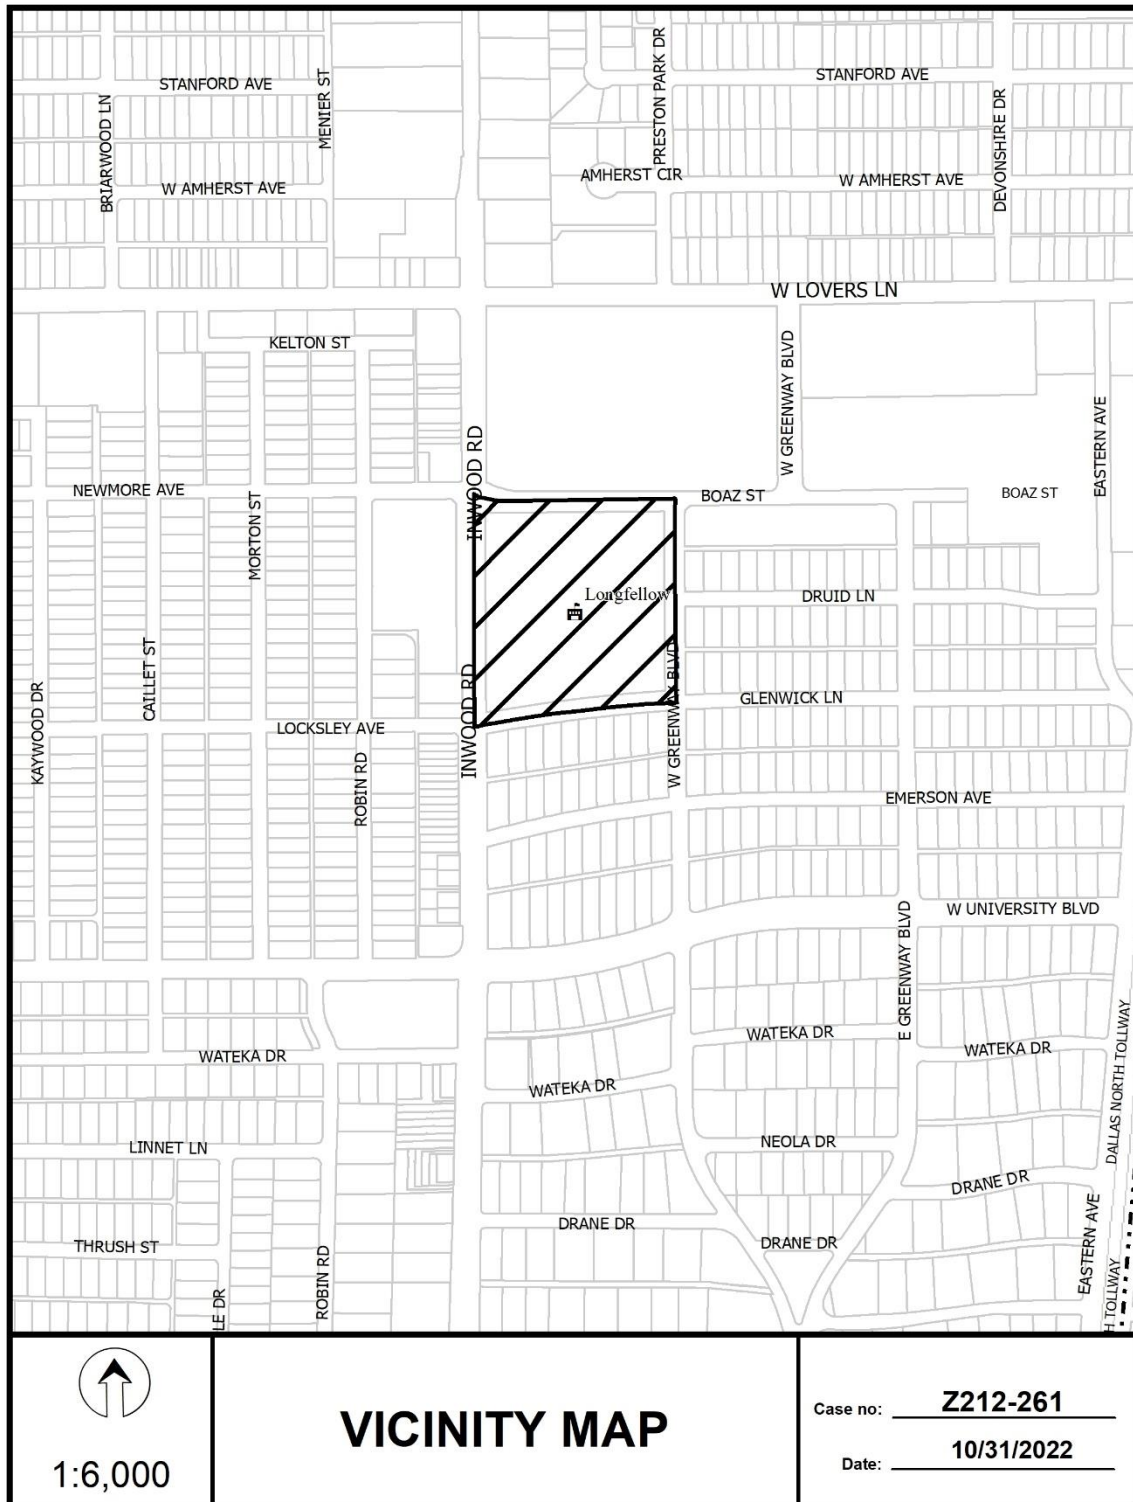 STANFORD AVE
STANFORD AVE
MENIER ST
PRESTON PARK DR
BRIARWOOD LN
DEVONSHIRE DR
AMHERST CIR
W AMHERST AVE
W AMHERST AVE
W LOVERS LN
KELTON ST
W GREENWAY BLVD
EASTERN AVE
INWOOD RD
NEWMORE AVE
BOAZ ST
BOAZ ST
MORTON ST
Longfellow
DRUID LN
CAILLET ST
KAYWOOD DR
INWOOD RD
W GREENWAY BLVD
GLENWICK LN
LOCKSLEY AVE
ROBIN RD
EMERSON AVE
W UNIVERSITY BLVD
E GREENWAY BLVD
WATEKA DR
WATEKA DR
WATEKA DR
WATEKA DR
DALLAS NORTH TOLLWAY
LINNET LN
NEOLA DR
DRANE DR
DRANE DR
DRANE DR
THRUSH ST
EASTERN AVE
ROBIN RD
LE DR
H TOLLWAY
1:6,000
VICINITY MAP
Case no: Z212-261
Date: 10/31/2022